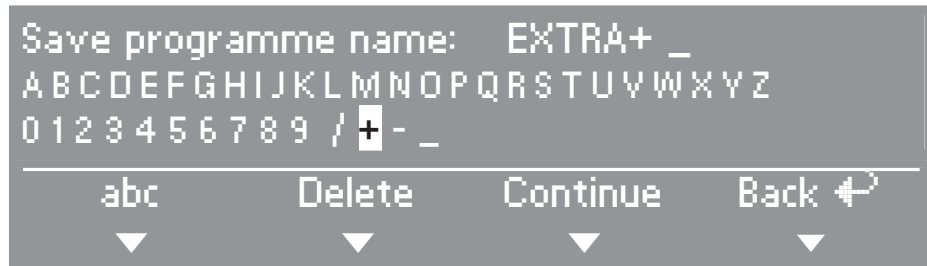 Save programme name: EXTRA+ _
A B C D E F G H I J K L M N O P Q R S T U V W X Y Z
0 1 2 3 4 5 6 7 8 9 / + - _
abc Delete Continue Back